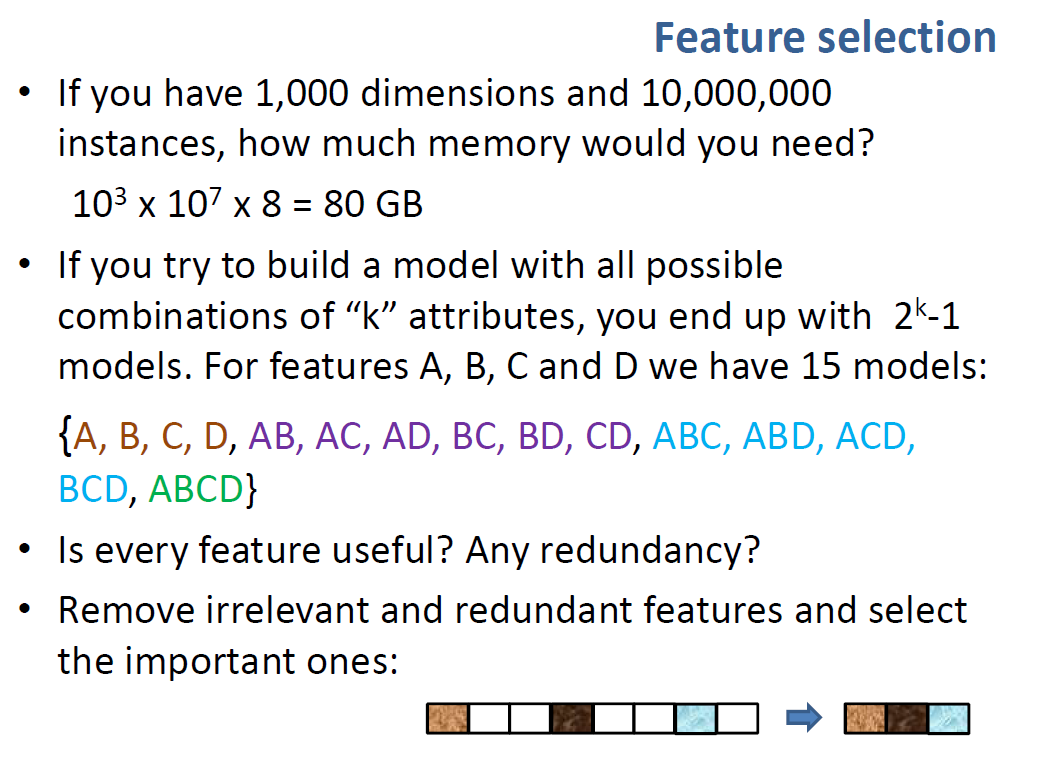 Feature selection
• If you have 1,000 dimensions and 10,000,000
instances, how much memory would you need?
10³ x 10⁷ x 8 = 80 GB
• If you try to build a model with all possible
combinations of “k” attributes, you end up with 2ᵏ-1
models. For features A, B, C and D we have 15 models:
{A, B, C, D, AB, AC, AD, BC, BD, CD, ABC, ABD, ACD,
BCD, ABCD}
• Is every feature useful? Any redundancy?
• Remove irrelevant and redundant features and select
the important ones: